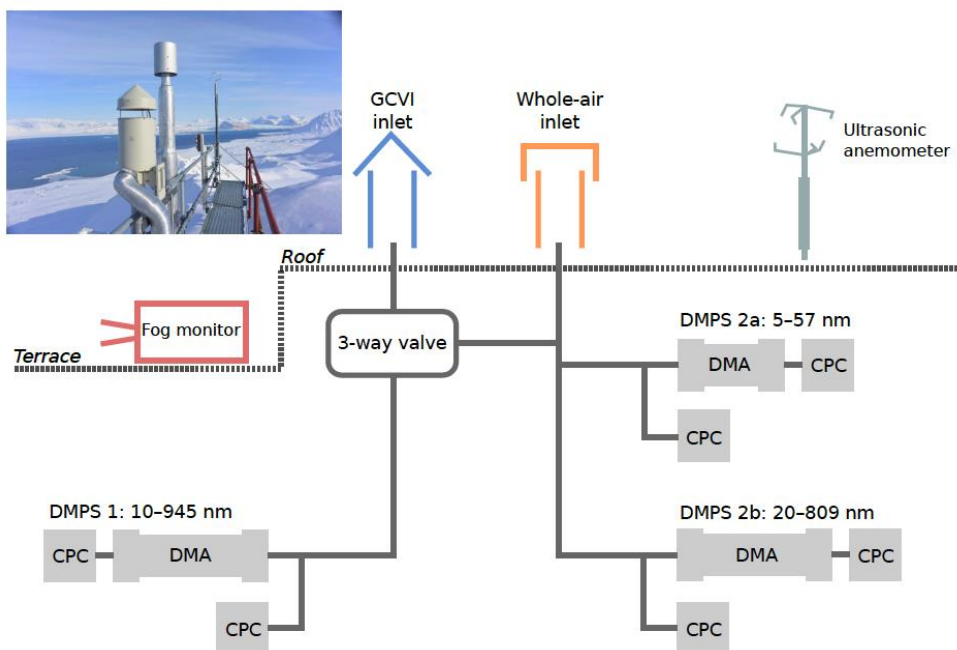 GCVI
inlet
Whole-air
inlet
Ultrasonic
anemometer
Roof
Fog monitor
Terrace
3-way valve
DMPS 2a: 5–57 nm
DMA
CPC
CPC
DMPS 1: 10–945 nm
CPC
DMA
CPC
DMPS 2b: 20–809 nm
DMA
CPC
CPC